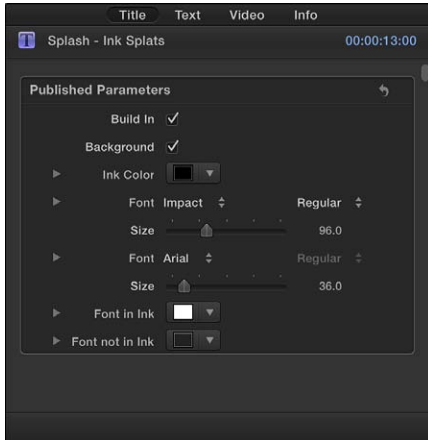 Title Text Video Info
T Splash - Ink Splats 00:00:13:00
Published Parameters
Build In
Background
Ink Color
Font Impact Regular
Size 96.0
Font Arial Regular
Size 36.0
Font in Ink
Font not in Ink